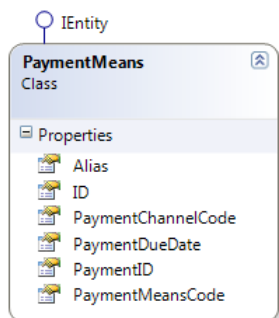 IEntity
PaymentMeans
Class
Properties
Alias
ID
PaymentChannelCode
PaymentDueDate
PaymentID
PaymentMeansCode